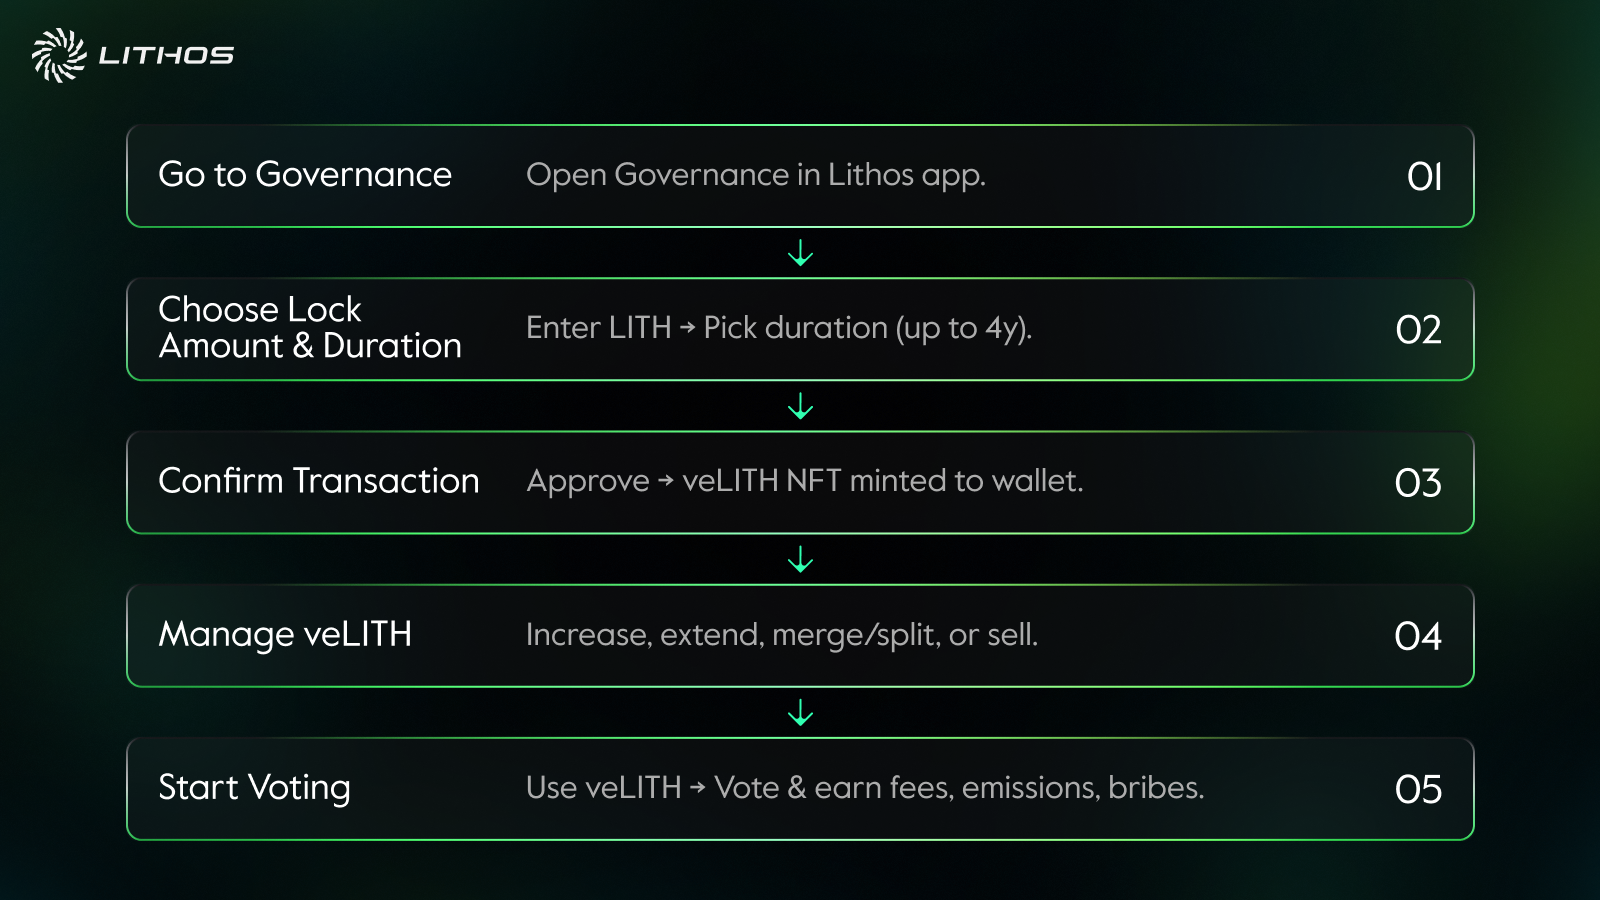 LITHOS
Go to Governance
Open Governance in Lithos app.
01
Choose Lock
Amount & Duration
Enter LITH → Pick duration (up to 4y).
02
Confirm Transaction
Approve → veLITH NFT minted to wallet.
03
Manage veLITH
Increase, extend, merge/split, or sell.
04
Start Voting
Use veLITH → Vote & earn fees, emissions, bribes.
05